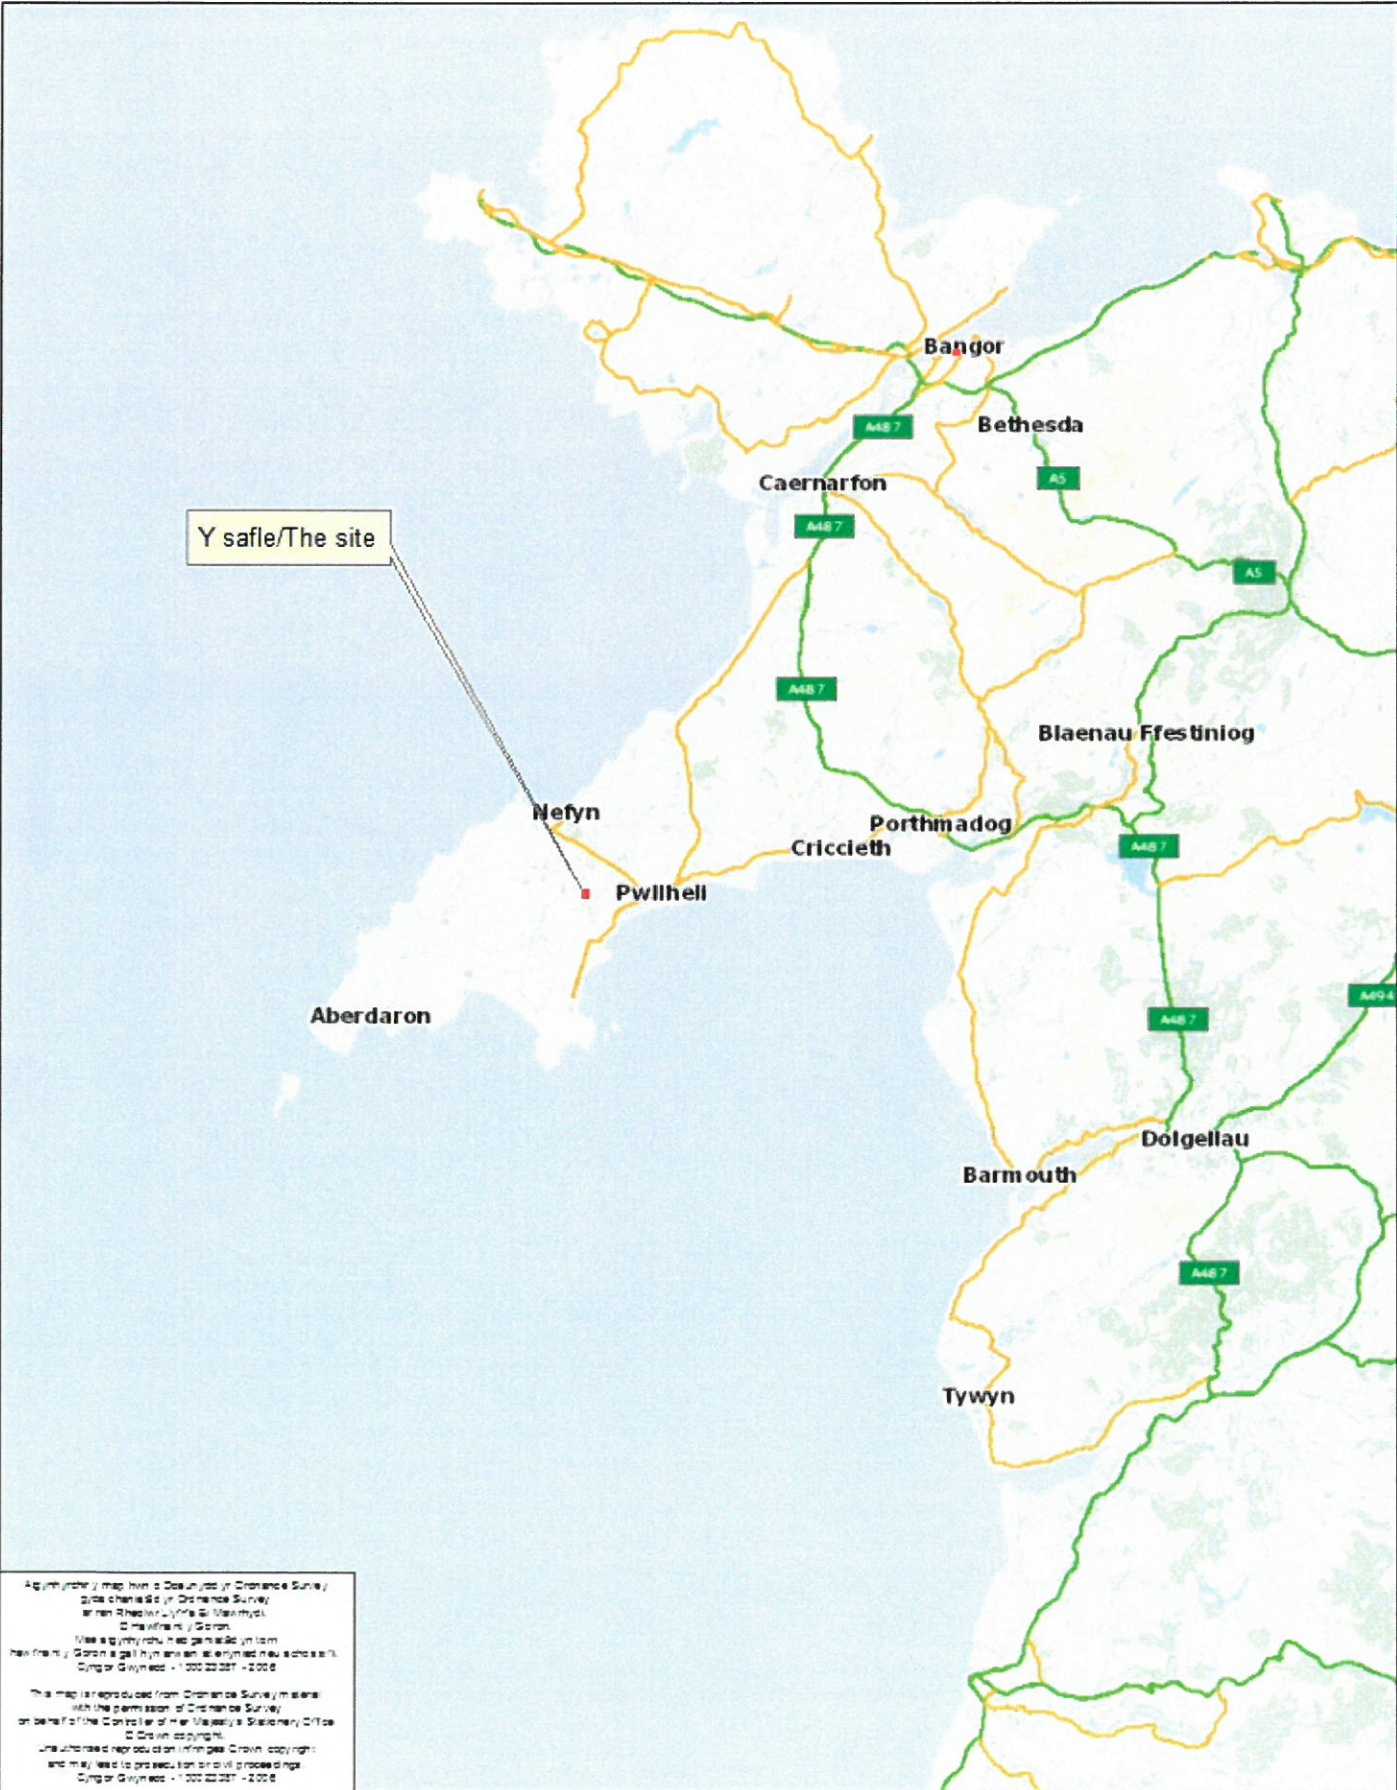 Bangor
A487
Bethesda
Caernarfon
A5
A487
Y safle/The site
A5
A487
Blaenau Ffestiniog
Nefyn
Porthmadog
Criccieth
A487
Pwllheli
A494
Aberdaron
A487
Dolgellau
Barmouth
A487
Tywyn
This map is reproduced from Ordnance Survey material
with the permission of Ordnance Survey
on behalf of the Controller of Her Majesty's Stationery Office
© Crown copyright.
Unauthorised reproduction infringes Crown copyright
and may lead to prosecution or civil proceedings.
Cyngor Gwynedd